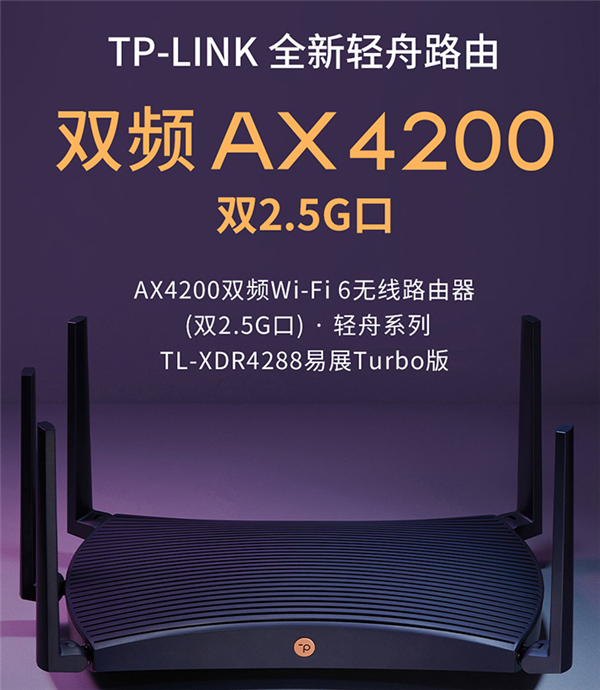 TP-LINK 全新轻舟路由
双频 AX4200
双2.5G口
AX4200双频Wi-Fi 6无线路由器
(双2.5G口) · 轻舟系列
TL-XDR4288易展Turbo版